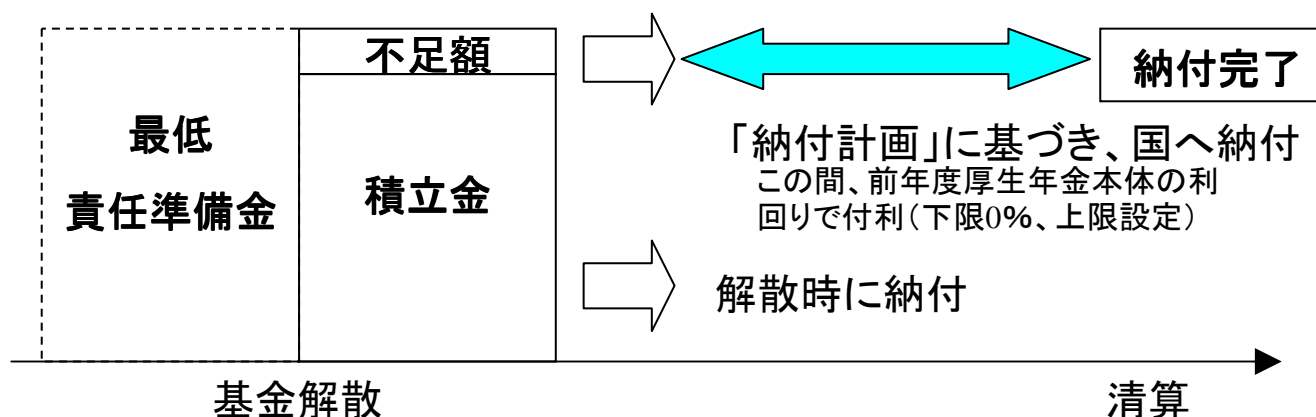 不足額
納付完了
最低
責任準備金
積立金
「納付計画」に基づき、国へ納付
この間、前年度厚生年金本体の利
回りで付利(下限0%、上限設定)
解散時に納付
基金解散
清算